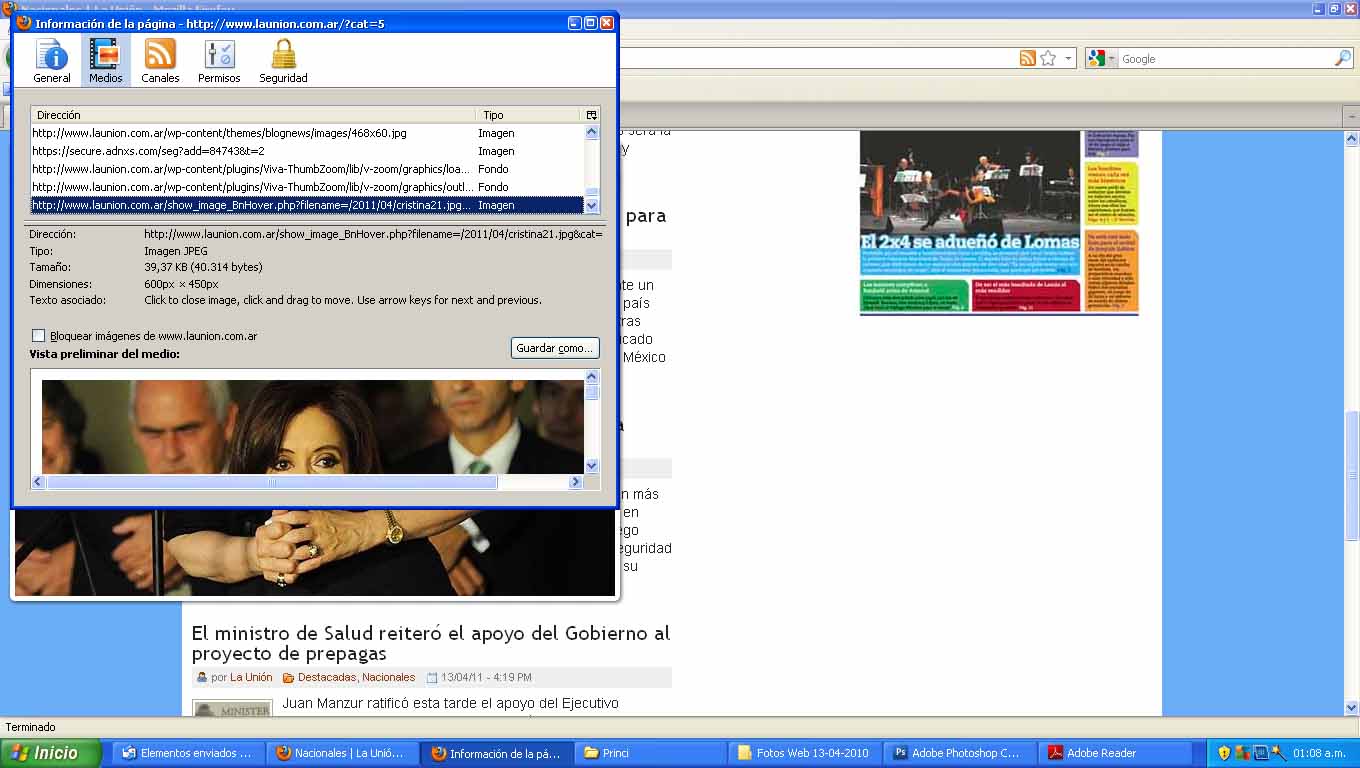 Nacionales | La Unión - Mozilla Firefox
Información de la página - http://www.launion.com.ar/?cat=5
General
Medios
Canales
Permisos
Seguridad
Google
Dirección Tipo
http://www.launion.com.ar/wp-content/themes/blognews/images/468x60.jpg Imagen
https://secure.adnxs.com/seg?add=84743&t=2 Imagen
http://www.launion.com.ar/wp-content/plugins/Viva-ThumbZoom/lib/v-zoom/graphics/loa... Fondo
http://www.launion.com.ar/wp-content/plugins/Viva-ThumbZoom/lib/v-zoom/graphics/outl... Fondo
http://www.launion.com.ar/show_image_BnHover.php?filename=/2011/04/cristina21.jpg... Imagen
Dirección: http://www.launion.com.ar/show_image_BnHover.php?filename=/2011/04/cristina21.jpg&cat=
Tipo: Imagen JPEG
Tamaño: 39,37 KB (40.314 bytes)
Dimensiones: 600px × 450px
Texto asociado: Click to close image, click and drag to move. Use arrow keys for next end previous.
Bloquear imágenes de www.launion.com.ar
Vista preliminar del medio:
Guardar como...
y
para
te un
país
tras
cado
México
a
n más
en
go
eguridad
su
El 2x4 se adueñó de Lomas
El ministro de Salud reiteró el apoyo del Gobierno al
proyecto de prepagas
por La Unión Destacadas, Nacionales 13/04/11 - 4:19 PM
MINISTER
Juan Manzur ratificó esta tarde el apoyo del Ejecutivo
Terminado
Inicio
Elementos enviados ...
Nacionales | La Unió...
Información de la pá...
Princi
Fotos Web 13-04-2010
Adobe Photoshop C...
Adobe Reader
01:08 a.m.